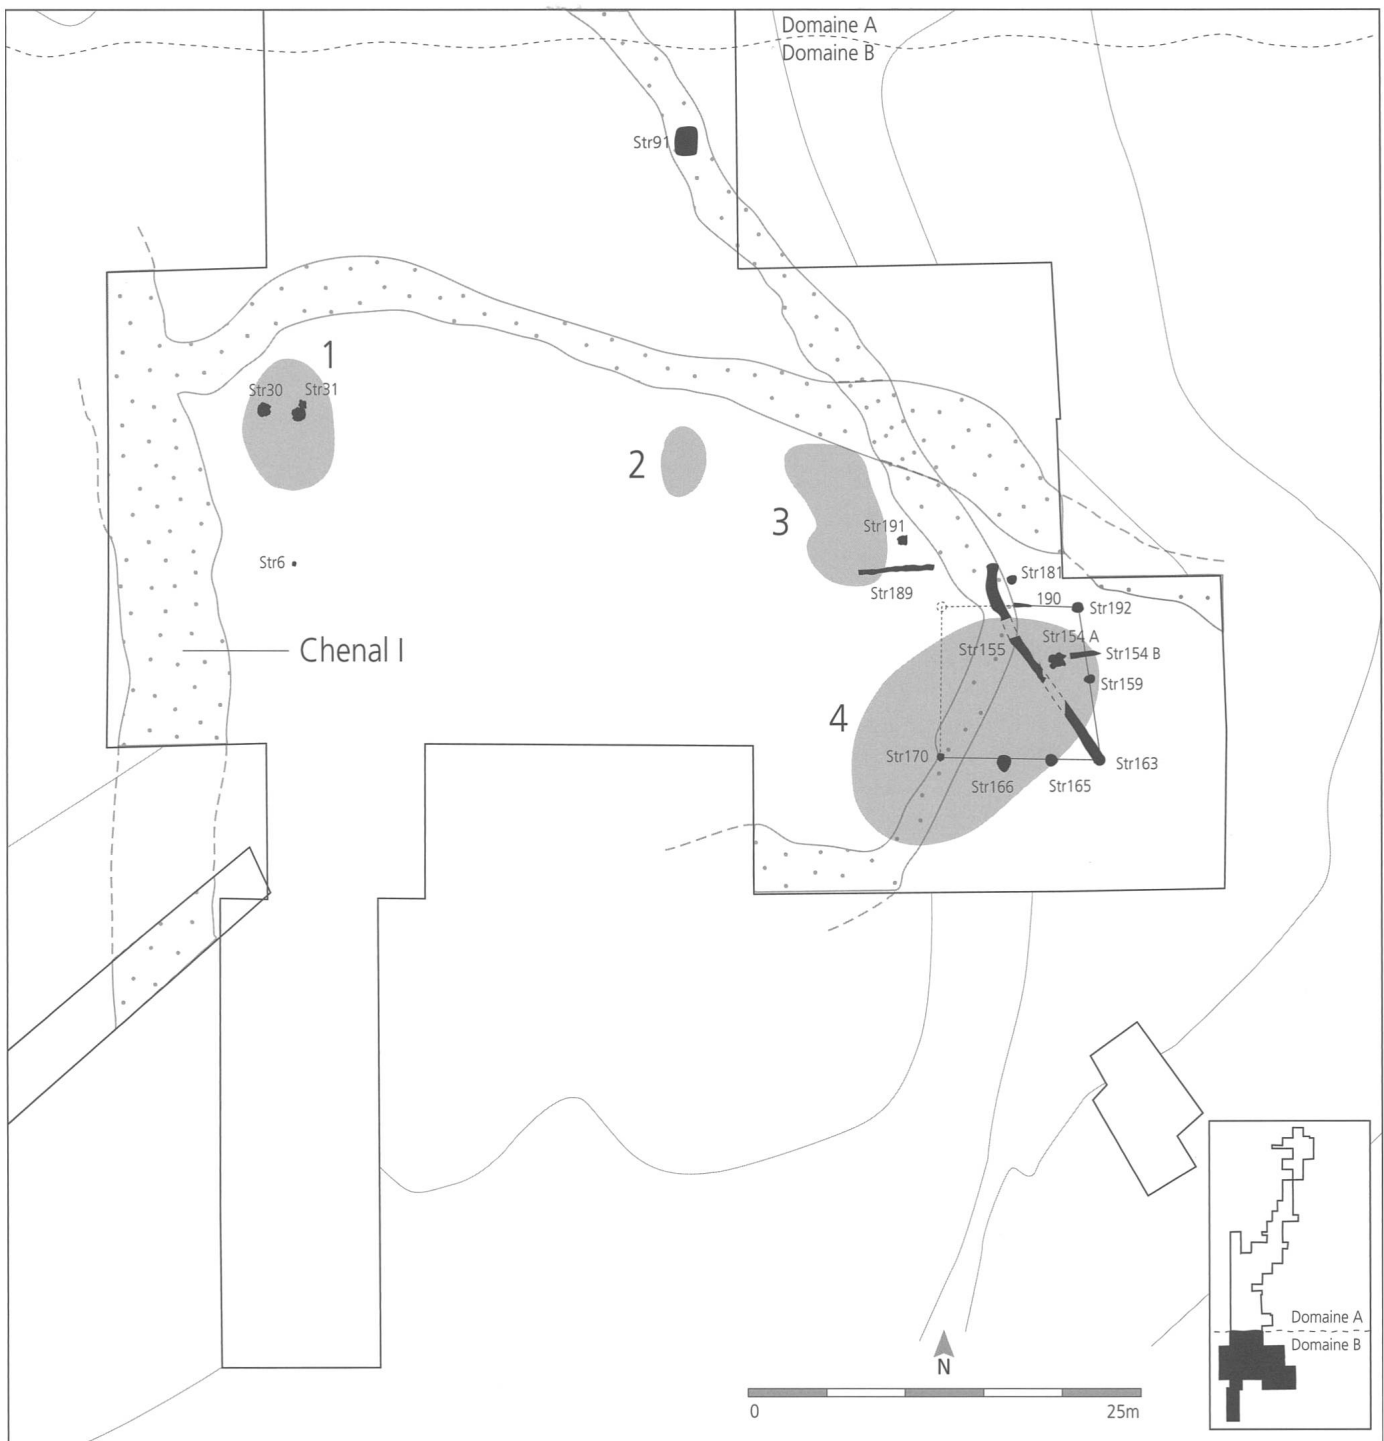 Domaine A
Domaine B
Str91
1
Str30
Str31
2
3
Str191
Str6
Str189
Str181
190
Str192
Chenal I
Str155
Str154 A
Str154 B
Str159
4
Str170
Str163
Str166
Str165
Domaine A
Domaine B
N
0
25m